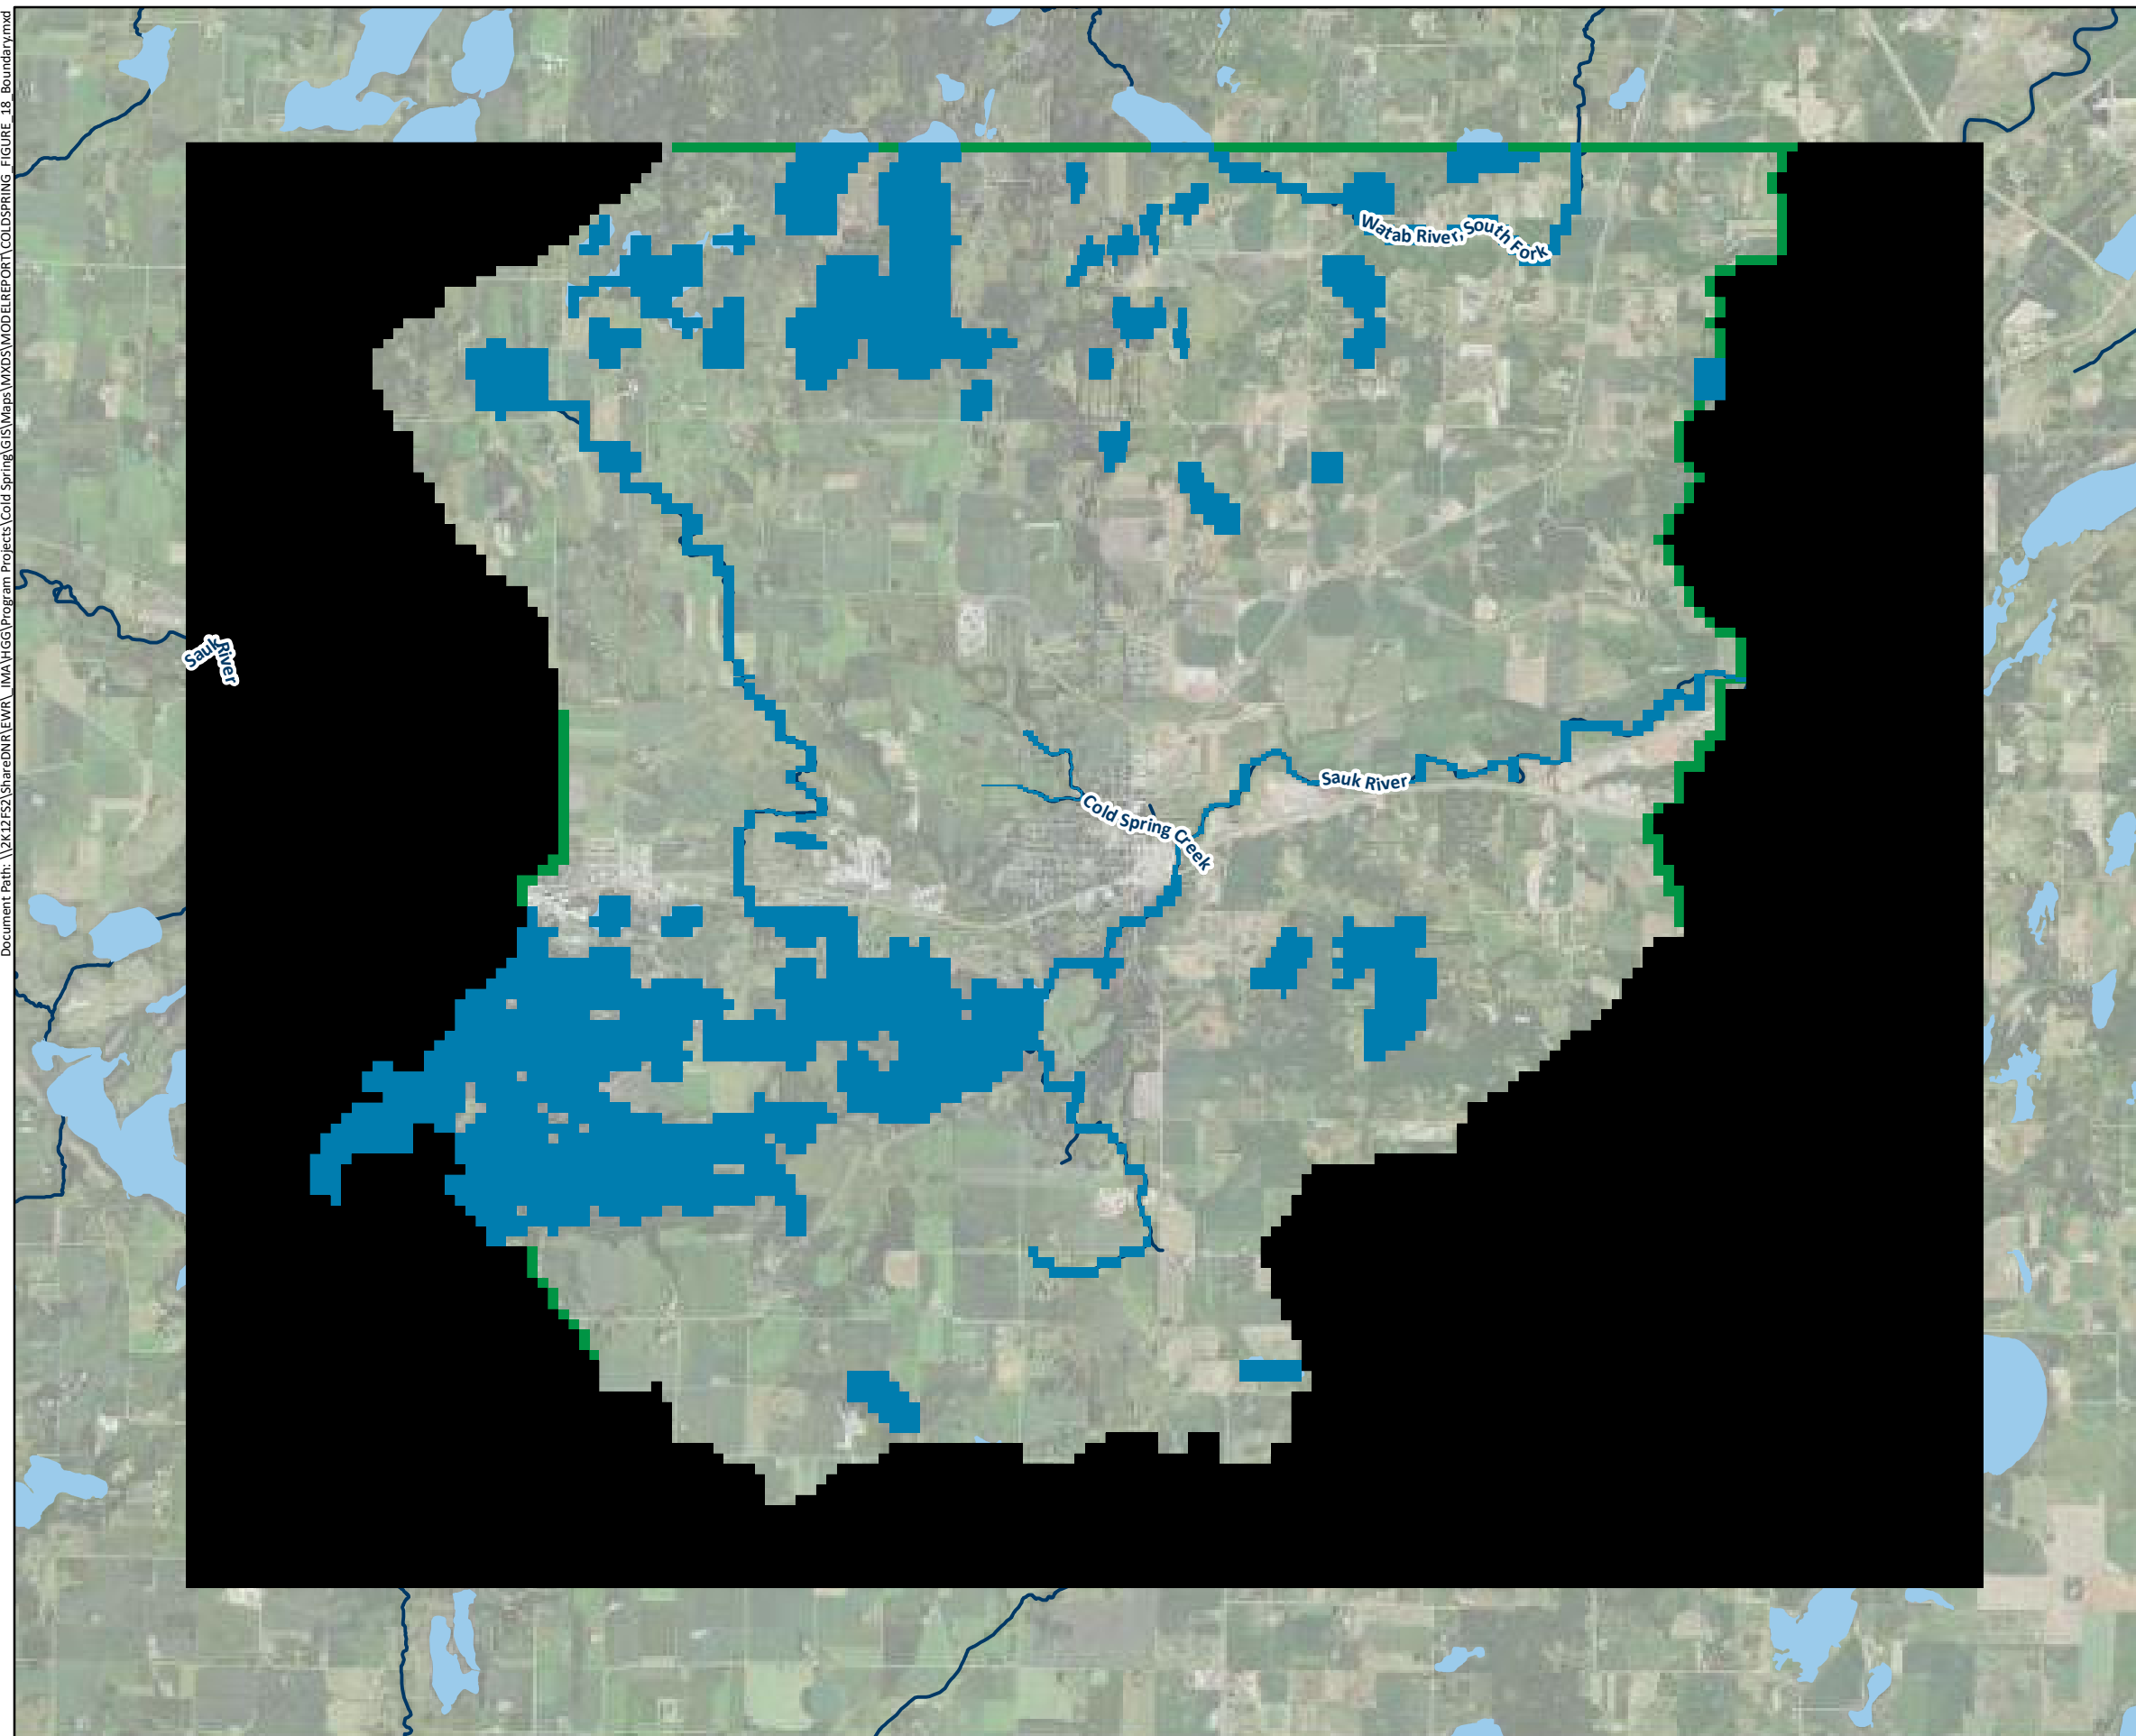 Document Path: \\2K12FS2\ShareDNR\EWR\_IMA\HGG\Program Projects\Cold Spring\GIS\Maps\MXDS\MODELREPORT\COLDSPRING_FIGURE_18_Boundary.mxd
Watab River, South Fork
Sauk River
Sauk River
Cold Spring Creek